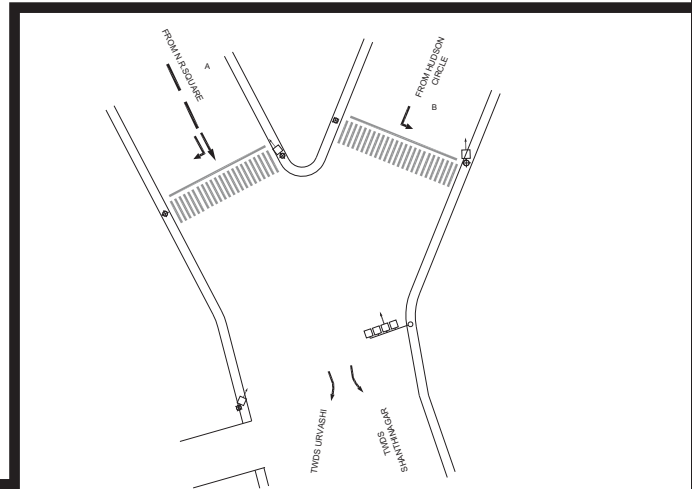 FROM N.R.SQUARE
A
FROM HUDSON
CIRCLE
B
TWDS URVASHI
TWDS
SHANTHINAGAR